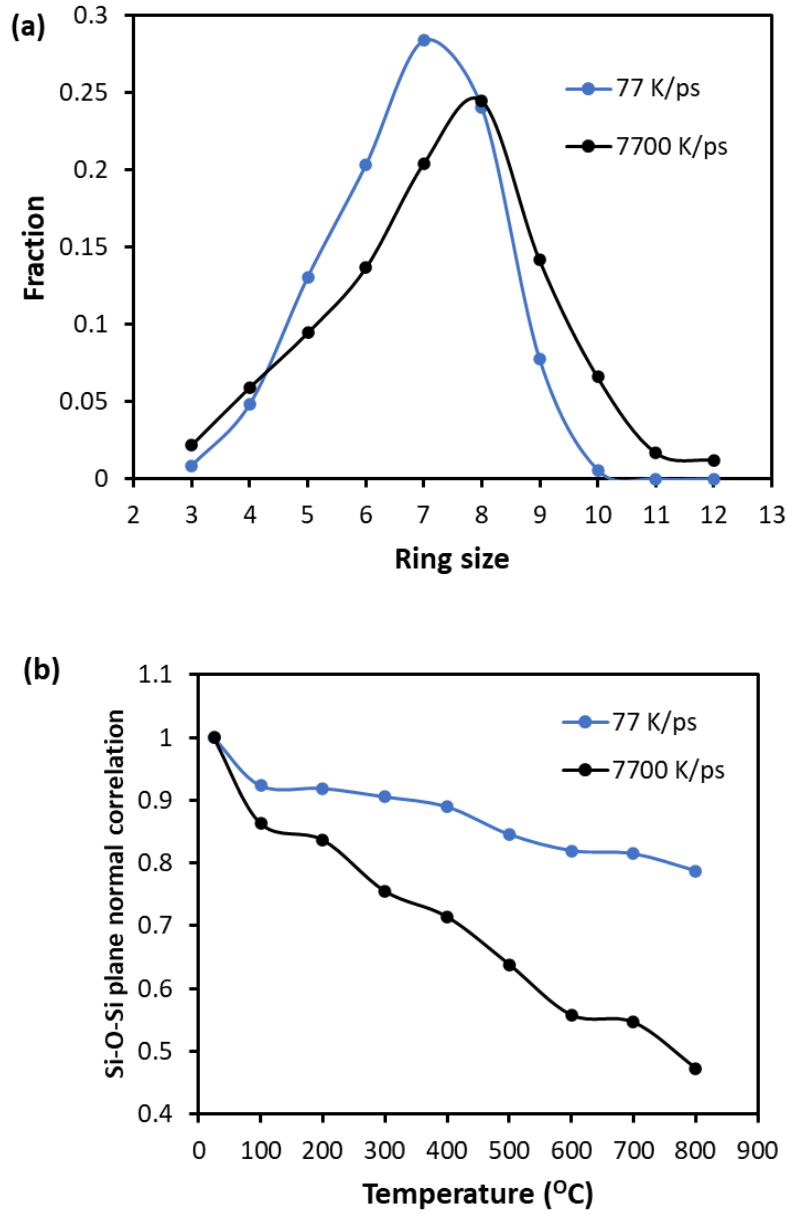 (a)
0.3
0.25
0.2
0.15
0.1
0.05
0
Fraction
77 K/ps
7700 K/ps
2 3 4 5 6 7 8 9 10 11 12 13
Ring size
(b)
1.1
1
0.9
0.8
0.7
0.6
0.5
0.4
Si-O-Si plane normal correlation
77 K/ps
7700 K/ps
0 100 200 300 400 500 600 700 800 900
Temperature (ᴼC)